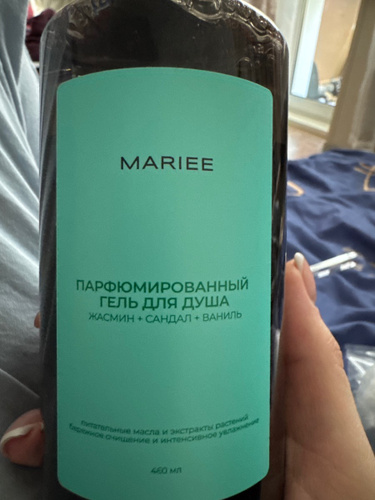 MARIEE
ПАРФЮМИРОВАННЫЙ
ГЕЛЬ ДЛЯ ДУША
ЖАСМИН + САНДАЛ + ВАНИЛЬ
питательные масла и экстракты растений
бережное очищение и интенсивное увлажнение
460 мл